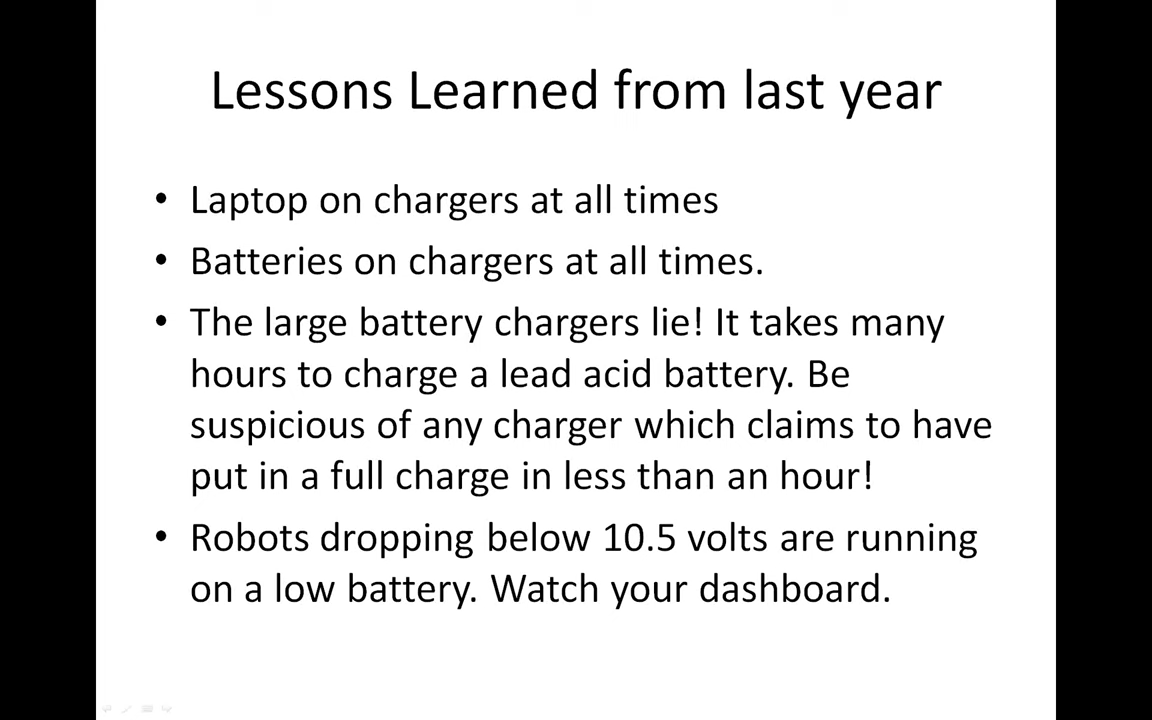 Lessons Learned from last year
• Laptop on chargers at all times
• Batteries on chargers at all times.
• The large battery chargers lie! It takes many
hours to charge a lead acid battery. Be
suspicious of any charger which claims to have
put in a full charge in less than an hour!
• Robots dropping below 10.5 volts are running
on a low battery. Watch your dashboard.